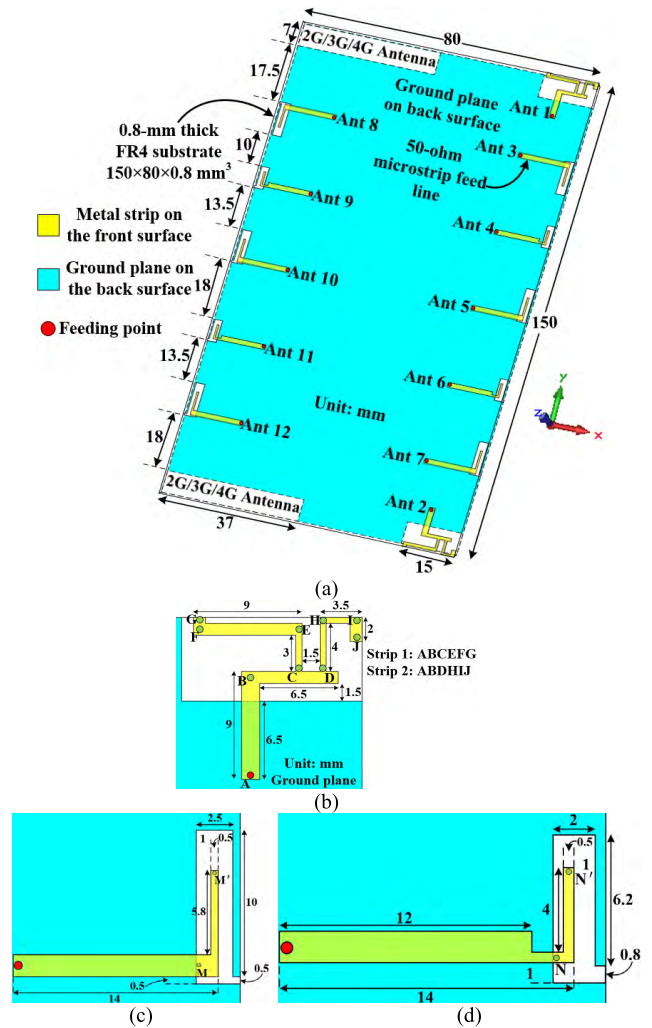 7
80
2G/3G/4G Antenna
17.5
Ground plane
on back surface
Ant 1
Ant 8
0.8-mm thick
FR4 substrate
150×80×0.8 mm³
10
50-ohm
microstrip feed
line
Ant 3
Ant 9
13.5
Ant 4
Metal strip on
the front surface
Ground plane on
the back surface
18
Ant 10
Ant 5
150
Feeding point
Ant 11
13.5
Ant 6
Unit: mm
Y
Z
X
Ant 12
18
Ant 7
2G/3G/4G Antenna
Ant 2
37
15
(a)
9
3.5
G
H
I
F
E
2
J
3
1.5
4
Strip 1: ABCEFG
Strip 2: ABDHIJ
B
C
D
6.5
1.5
9
6.5
Unit: mm
Ground plane
A
(b)
2.5
1
0.5
M′
5.8
10
M
0.5
0.5
14
(c)
2
0.5
1
N′
12
4
6.2
N
0.8
1
14
(d)